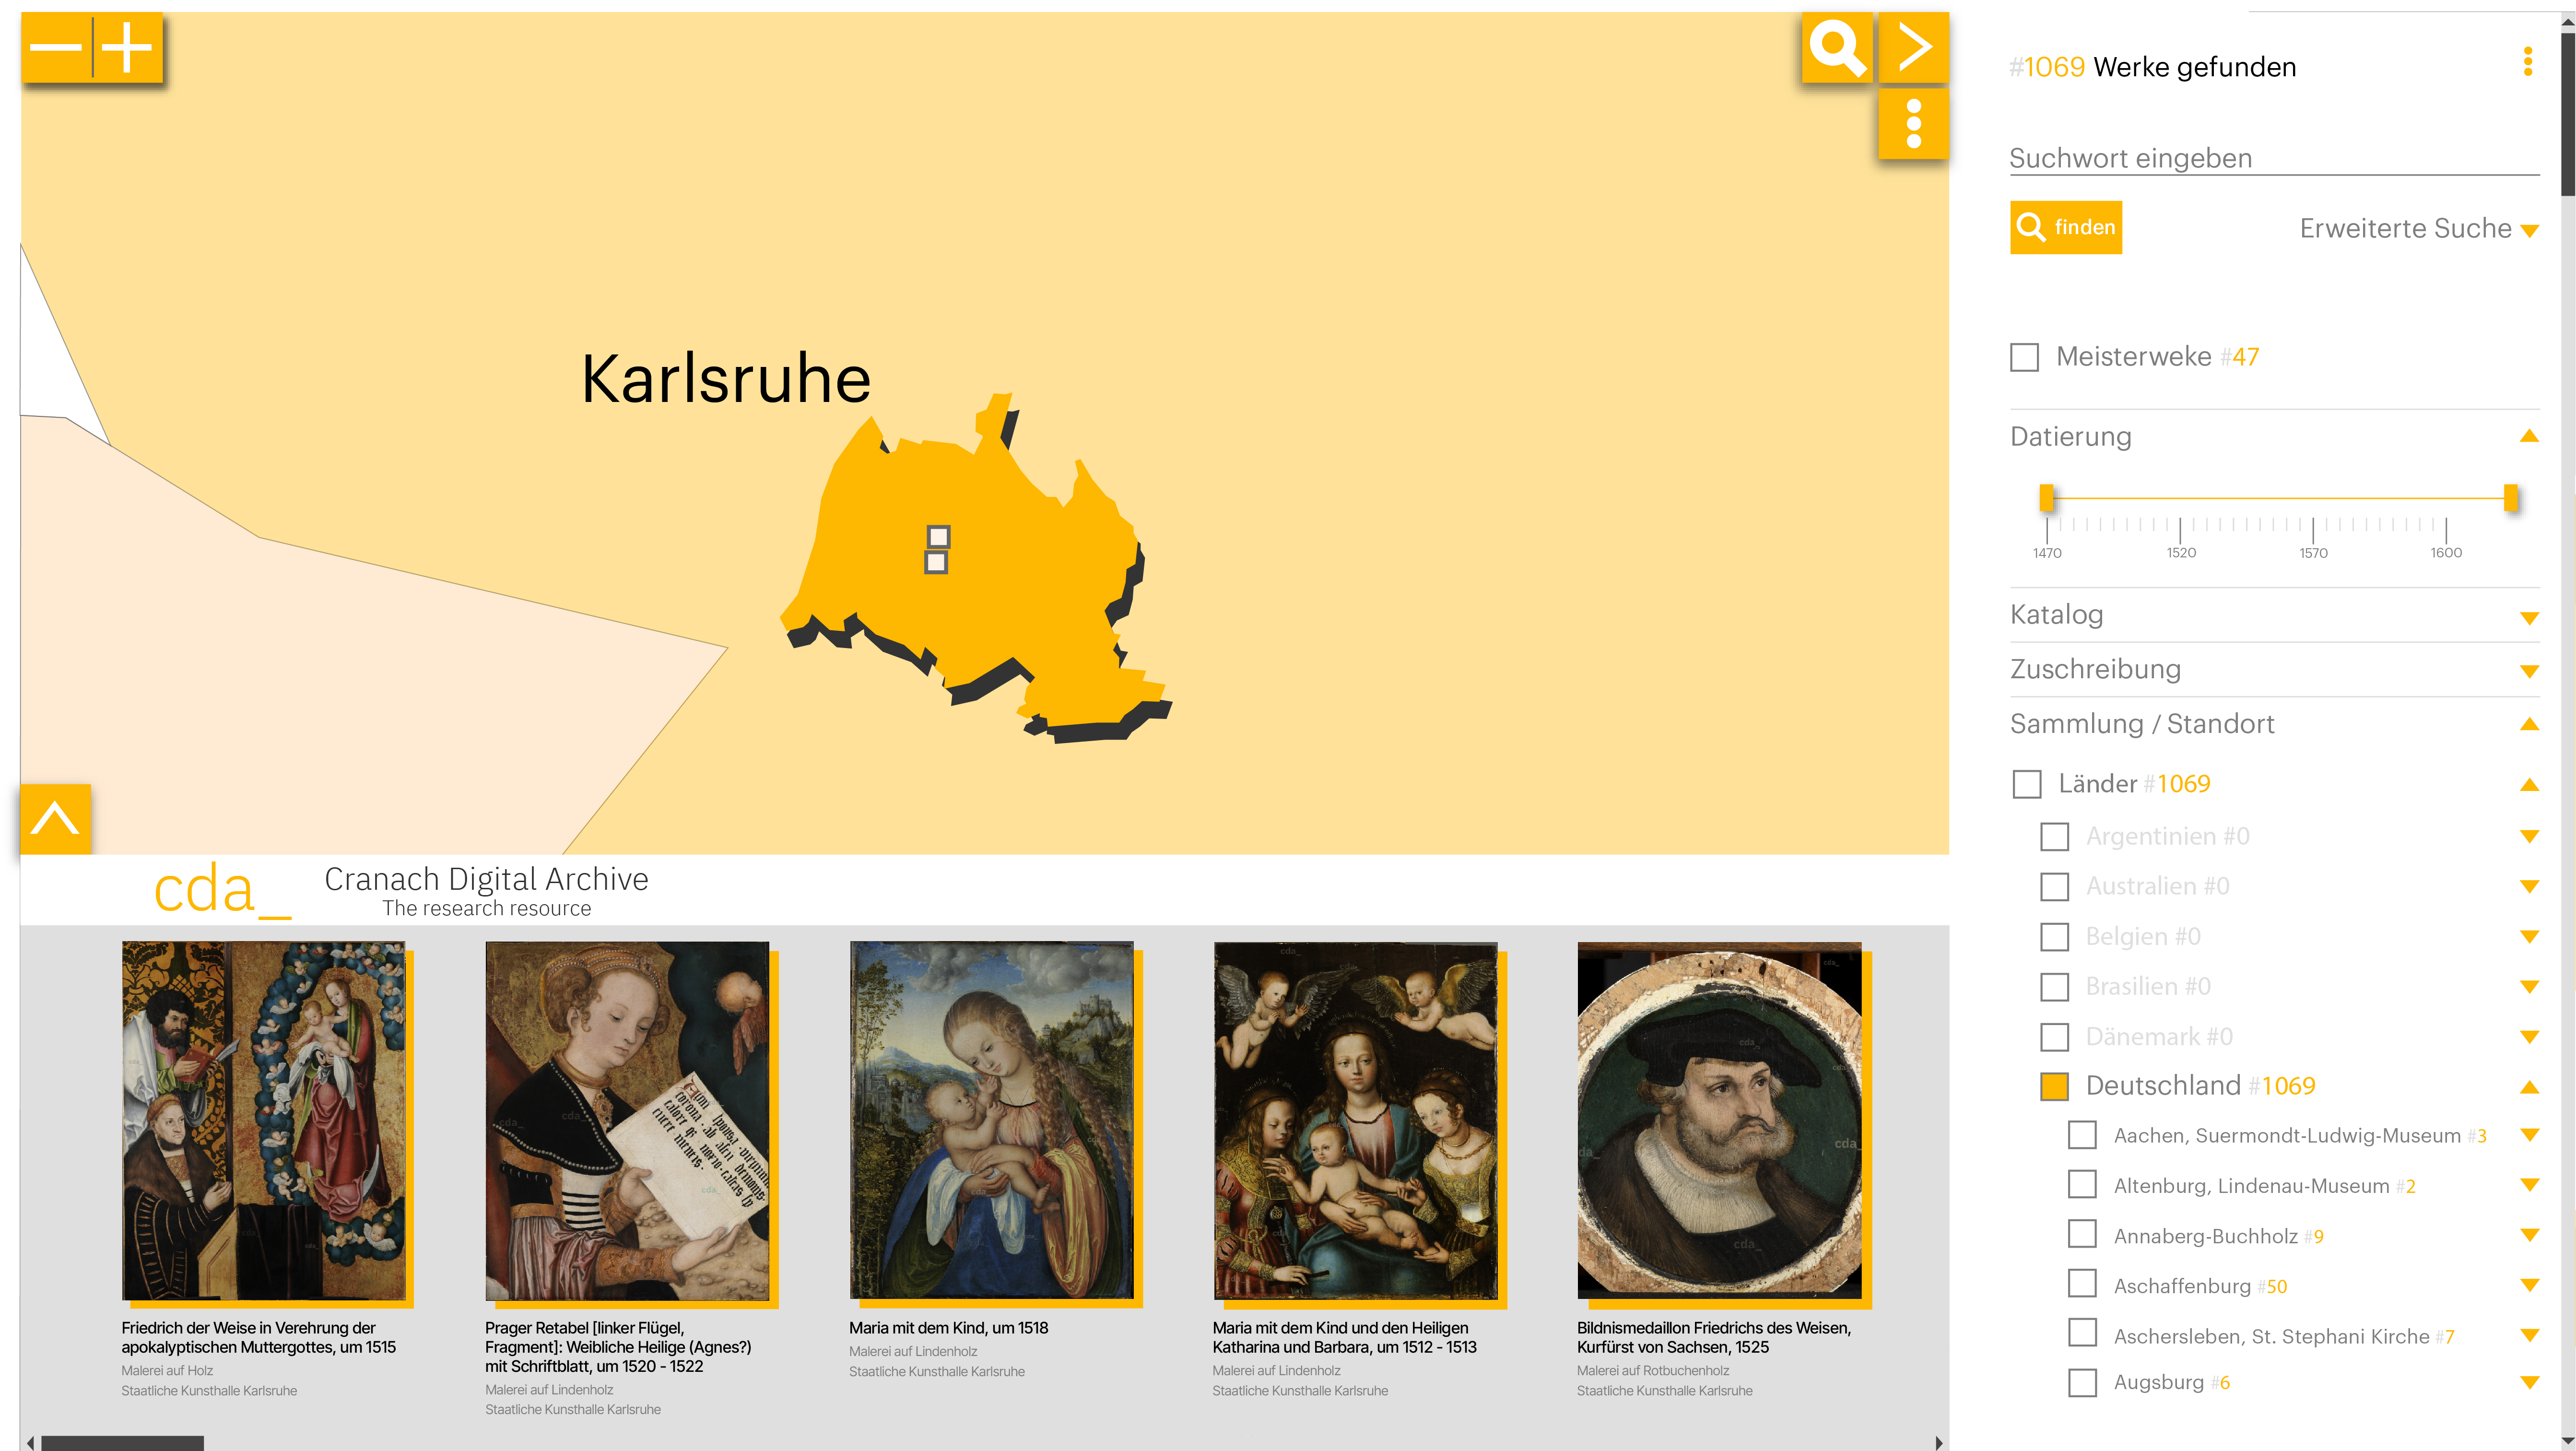 Karlsruhe
cda_
Cranach Digital Archive
The research resource
Friedrich der Weise in Verehrung der
apokalyptischen Muttergottes, um 1515
Malerei auf Holz
Staatliche Kunsthalle Karlsruhe
Prager Retabel [linker Flügel,
Fragment]: Weibliche Heilige (Agnes?)
mit Schriftblatt, um 1520 - 1522
Malerei auf Lindenholz
Staatliche Kunsthalle Karlsruhe
Maria mit dem Kind, um 1518
Malerei auf Lindenholz
Staatliche Kunsthalle Karlsruhe
Maria mit dem Kind und den Heiligen
Katharina und Barbara, um 1512 - 1513
Malerei auf Lindenholz
Staatliche Kunsthalle Karlsruhe
Bildnismedaillon Friedrichs des Weisen,
Kurfürst von Sachsen, 1525
Malerei auf Rotbuchenholz
Staatliche Kunsthalle Karlsruhe
#1069 Werke gefunden
Suchwort eingeben
finden
Erweiterte Suche
Meisterweke #47
Datierung
1470 1520 1570 1600
Katalog
Zuschreibung
Sammlung / Standort
Länder #1069
Argentinien #0
Australien #0
Belgien #0
Brasilien #0
Dänemark #0
Deutschland #1069
Aachen, Suermondt-Ludwig-Museum #3
Altenburg, Lindenau-Museum #2
Annaberg-Buchholz #9
Aschaffenburg #50
Aschersleben, St. Stephani Kirche #7
Augsburg #6